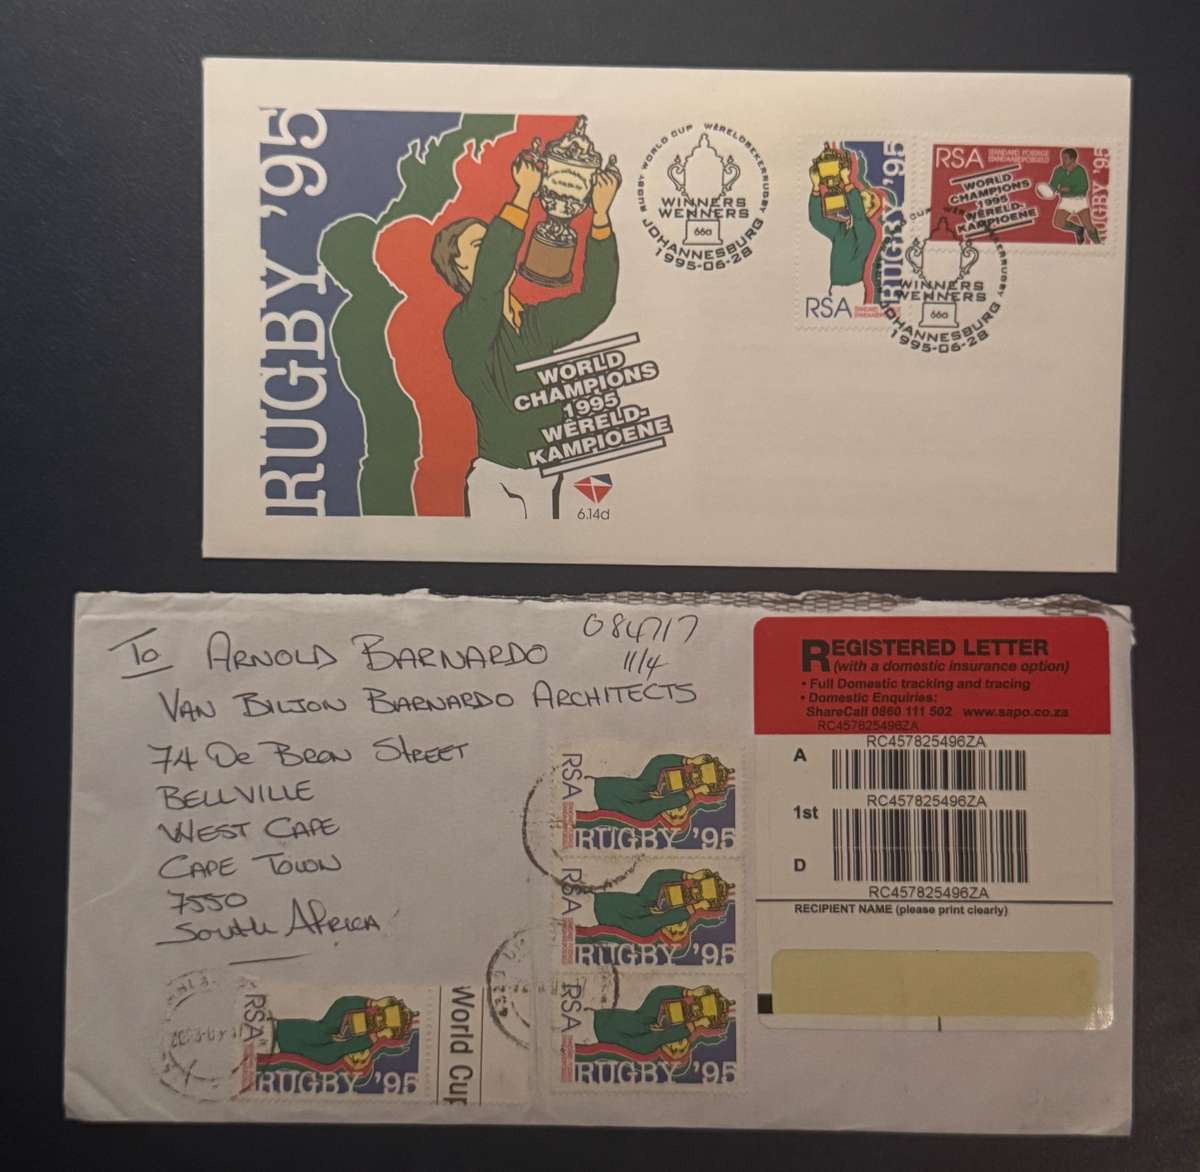 RUGBY '95
WORLD
CHAMPIONS
1995
WÊRELD-
KAMPIOENE
6.14d
RUGBY WORLD CUP WÊRELDBEKERRUGBY
WINNERS
WENNERS
66a
JOHANNESBURG
1995-06-28
RUGBY '95
RSA
STANDARD POSTAGE
STANDAARDPOSGELD
RSA
STANDARD POSTAGE
STANDAARDPOSGELD
WORLD
CHAMPIONS
1995
WÊRELD-
KAMPIOENE
RUGBY '95
WINNERS
WENNERS
66a
JOHANNESBURG
1995-06-28
To ARNOLD BARNARDO
VAN BILJON BARNARDO ARCHITECTS
74 De BRON STREET
BELLVILLE
WEST CAPE
CAPE TOWN
7550
SOUTH AFRICA
084717
11/4
REGISTERED LETTER
(with a domestic insurance option)
• Full Domestic tracking and tracing
• Domestic Enquiries:
ShareCall 0860 111 502 www.sapo.co.za
RC457825496ZA
RC457825496ZA
A
RC457825496ZA
1st
D
RC457825496ZA
RECIPIENT NAME (please print clearly)
RSA
RUGBY '95
RSA
RUGBY '95
RSA
RUGBY '95
RSA
RUGBY '95
World Cup